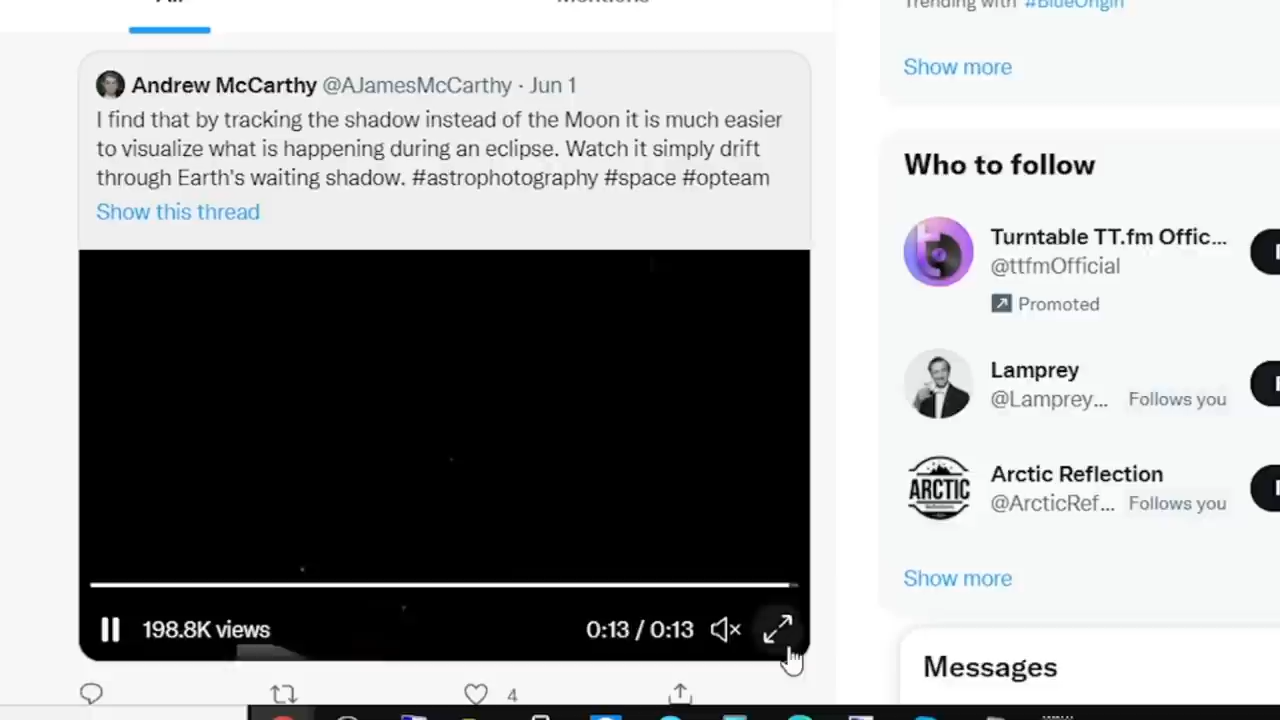 All
Mentions
Trending with #BlueOrigin
Show more
Andrew McCarthy @AJamesMcCarthy · Jun 1
I find that by tracking the shadow instead of the Moon it is much easier
to visualize what is happening during an eclipse. Watch it simply drift
through Earth's waiting shadow. #astrophotography #space #opteam
Show this thread
198.8K views
0:13 / 0:13
4
Who to follow
Turntable TT.fm Offic...
@ttfmOfficial
Promoted
Lamprey
@Lamprey... Follows you
ARCTIC
Arctic Reflection
@ArcticRef... Follows you
Show more
Messages